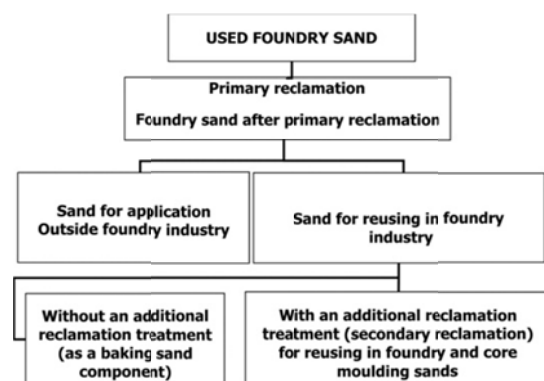 USED FOUNDRY SAND
Primary reclamation
Foundry sand after primary reclamation
Sand for application
Outside foundry industry
Sand for reusing in foundry
industry
Without an additional
reclamation treatment
(as a baking sand
component)
With an additional reclamation
treatment (secondary reclamation)
for reusing in foundry and core
moulding sands